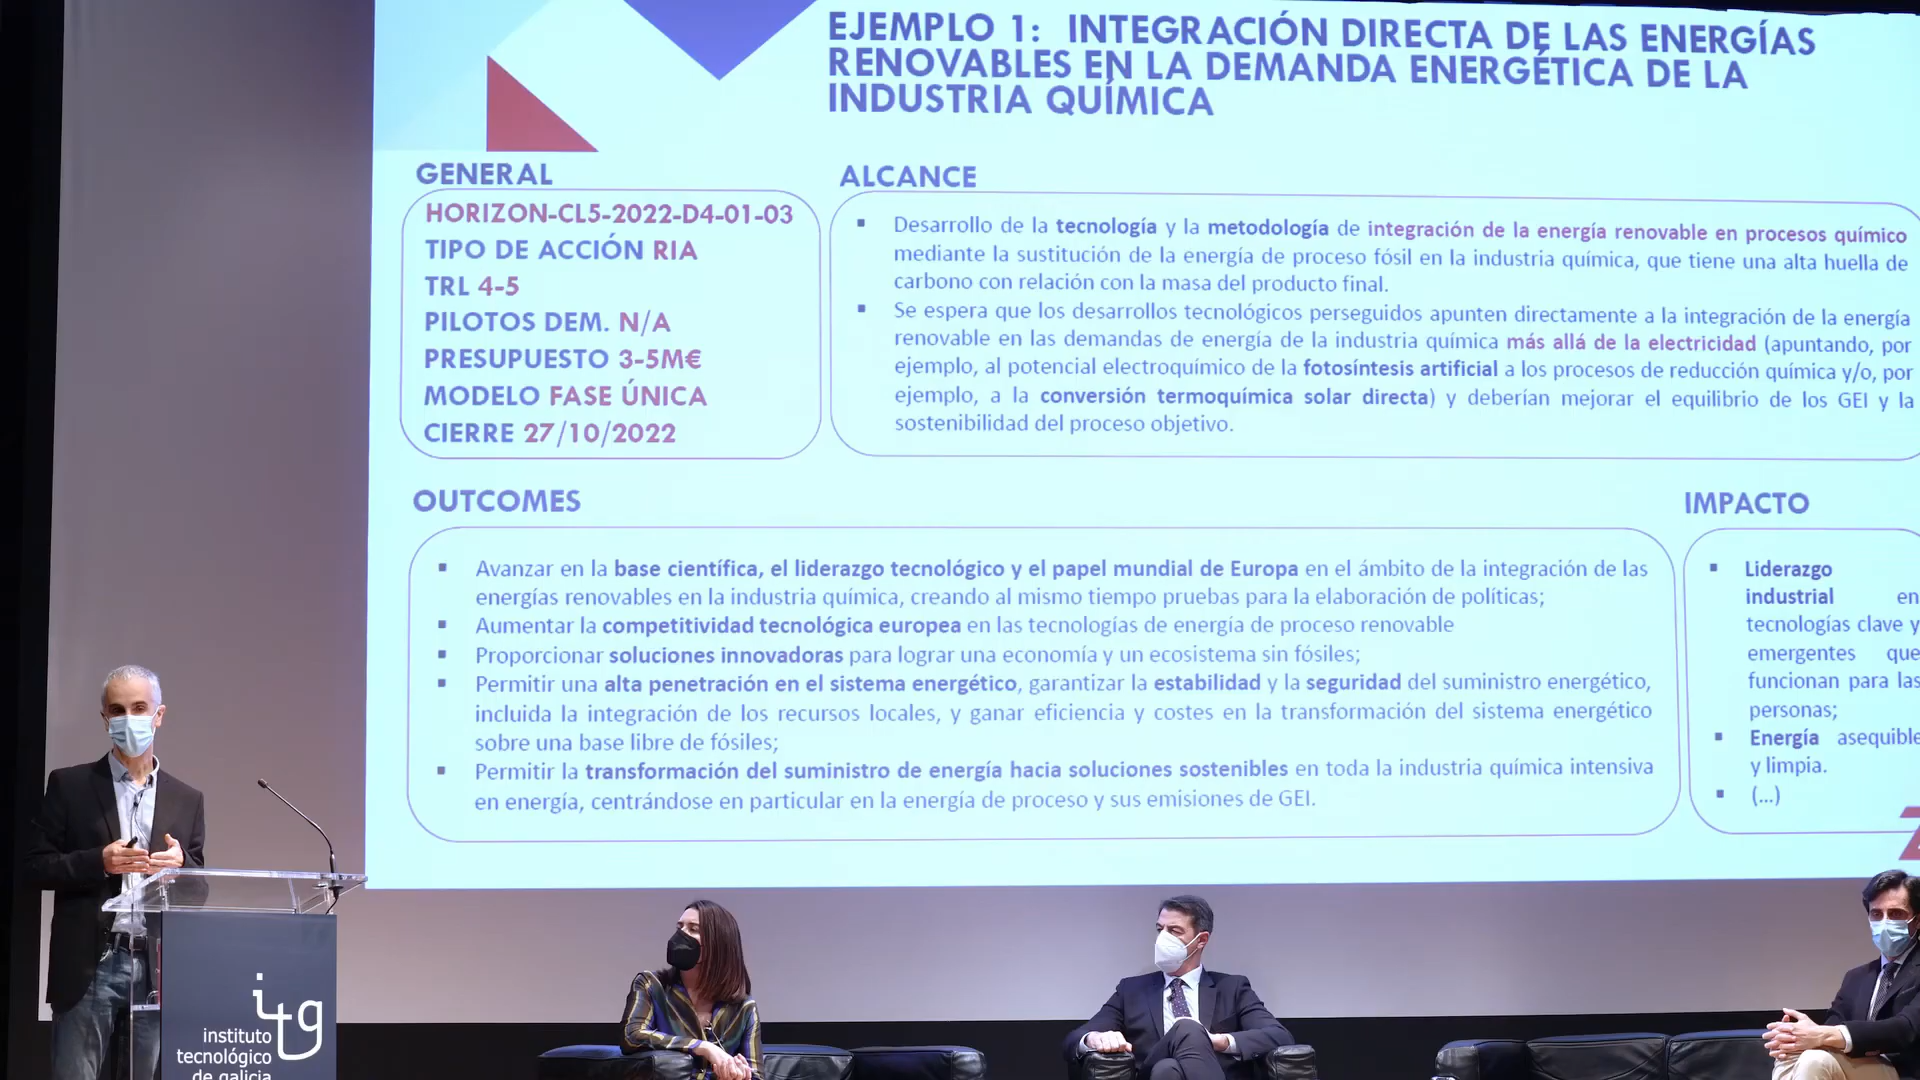 EJEMPLO 1: INTEGRACIÓN DIRECTA DE LAS ENERGÍAS
RENOVABLES EN LA DEMANDA ENERGÉTICA DE LA
INDUSTRIA QUÍMICA
GENERAL
HORIZON-CL5-2022-D4-01-03
TIPO DE ACCIÓN RIA
TRL 4-5
PILOTOS DEM. N/A
PRESUPUESTO 3-5M€
MODELO FASE ÚNICA
CIERRE 27/10/2022
ALCANCE
▪ Desarrollo de la tecnología y la metodología de integración de la energía renovable en procesos químico
mediante la sustitución de la energía de proceso fósil en la industria química, que tiene una alta huella de
carbono con relación con la masa del producto final.
▪ Se espera que los desarrollos tecnológicos perseguidos apunten directamente a la integración de la energía
renovable en las demandas de energía de la industria química más allá de la electricidad (apuntando, por
ejemplo, al potencial electroquímico de la fotosíntesis artificial a los procesos de reducción química y/o, por
ejemplo, a la conversión termoquímica solar directa) y deberían mejorar el equilibrio de los GEI y la
sostenibilidad del proceso objetivo.
OUTCOMES
▪ Avanzar en la base científica, el liderazgo tecnológico y el papel mundial de Europa en el ámbito de la integración de las
energías renovables en la industria química, creando al mismo tiempo pruebas para la elaboración de políticas;
▪ Aumentar la competitividad tecnológica europea en las tecnologías de energía de proceso renovable
▪ Proporcionar soluciones innovadoras para lograr una economía y un ecosistema sin fósiles;
▪ Permitir una alta penetración en el sistema energético, garantizar la estabilidad y la seguridad del suministro energético,
incluida la integración de los recursos locales, y ganar eficiencia y costes en la transformación del sistema energético
sobre una base libre de fósiles;
▪ Permitir la transformación del suministro de energía hacia soluciones sostenibles en toda la industria química intensiva
en energía, centrándose en particular en la energía de proceso y sus emisiones de GEI.
IMPACTO
▪ Liderazgo
industrial en
tecnologías clave y
emergentes que
funcionan para las
personas;
▪ Energía asequible
y limpia.
▪ (...)
itg
instituto
tecnológico
de galicia